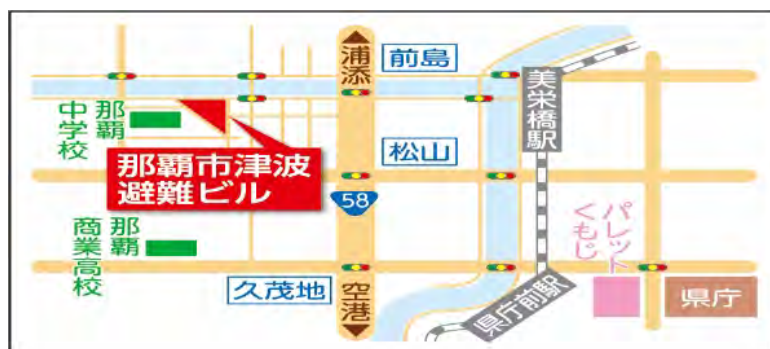 浦添
前島
美栄橋駅
那覇
中学校
那覇市津波
避難ビル
松山
58
那覇
商業高校
パレット
くもじ
久茂地
空港
県庁前駅
県庁